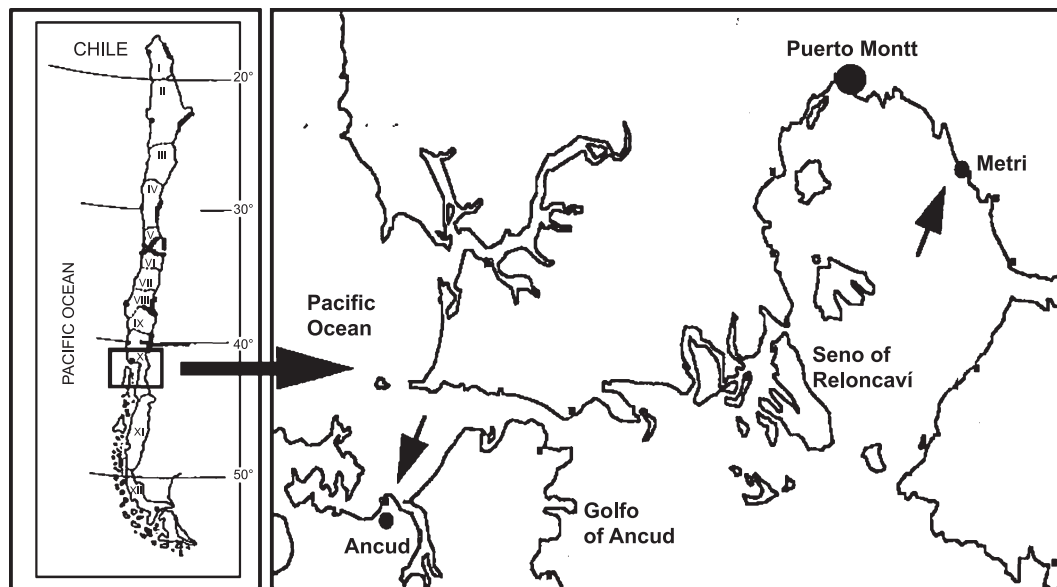 CHILE
I
20°
II
III
IV
30°
V
VI
VII
VIII
IX
40°
X
XI
50°
XII
PACIFIC OCEAN
Puerto Montt
Metri
Pacific
Ocean
Seno of
Reloncaví
Golfo
of Ancud
Ancud